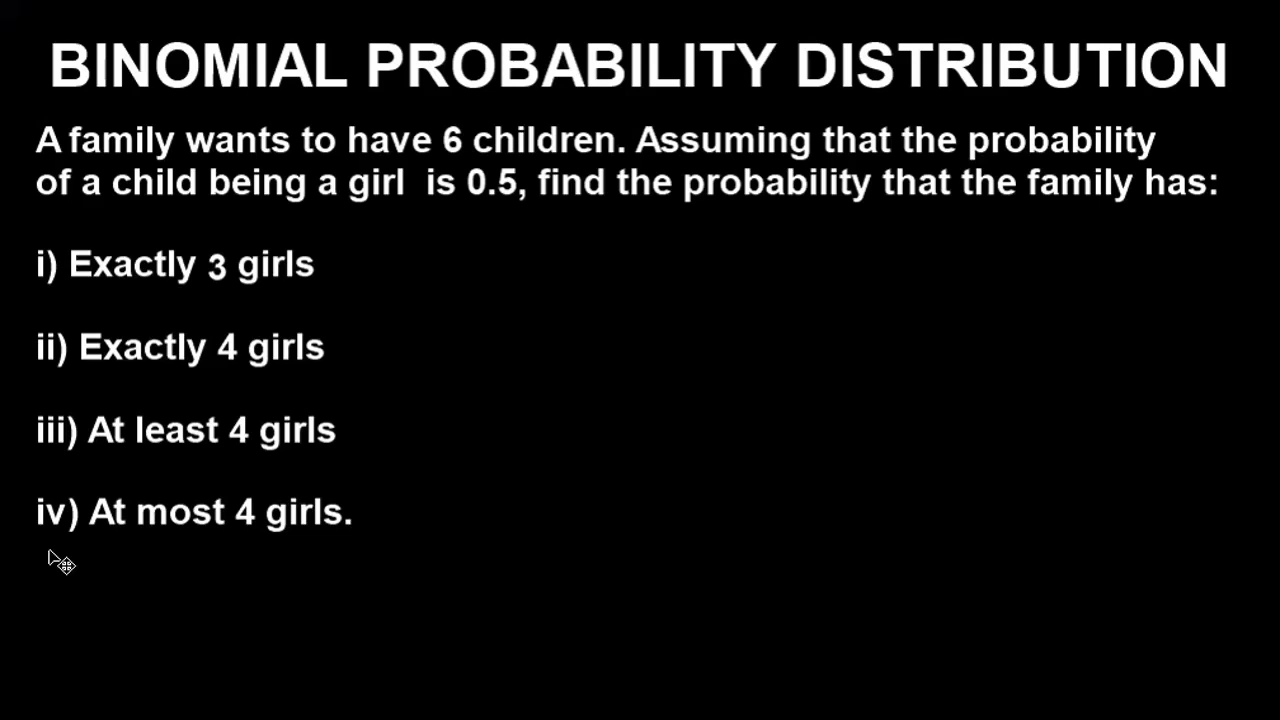 BINOMIAL PROBABILITY DISTRIBUTION
A family wants to have 6 children. Assuming that the probability
of a child being a girl  is 0.5, find the probability that the family has:
i) Exactly 3 girls
ii) Exactly 4 girls
iii) At least 4 girls
iv) At most 4 girls.